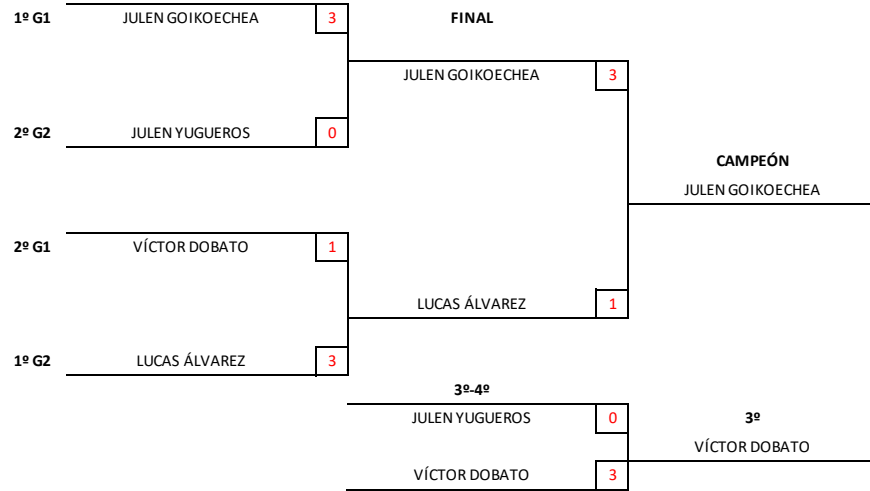 1º G1 JULEN GOIKOECHEA 3 FINAL
JULEN GOIKOECHEA 3
2º G2 JULEN YUGUEROS 0
CAMPEÓN
JULEN GOIKOECHEA
2º G1 VÍCTOR DOBATO 1
LUCAS ÁLVAREZ 1
1º G2 LUCAS ÁLVAREZ 3
3º-4º
JULEN YUGUEROS 0 3º
VÍCTOR DOBATO
VÍCTOR DOBATO 3